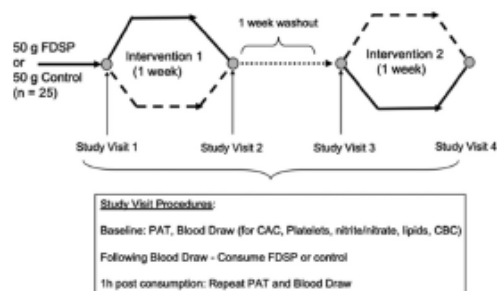 1 week washout
50 g FDSP
or
50 g Control
(n = 25)
Intervention 1
(1 week)
Intervention 2
(1 week)
Study Visit 1
Study Visit 2
Study Visit 3
Study Visit 4
Study Visit Procedures:
Baseline: PAT, Blood Draw (for CAC, Platelets, nitrite/nitrate, lipids, CBC)
Following Blood Draw - Consume FDSP or control
1h post consumption: Repeat PAT and Blood Draw